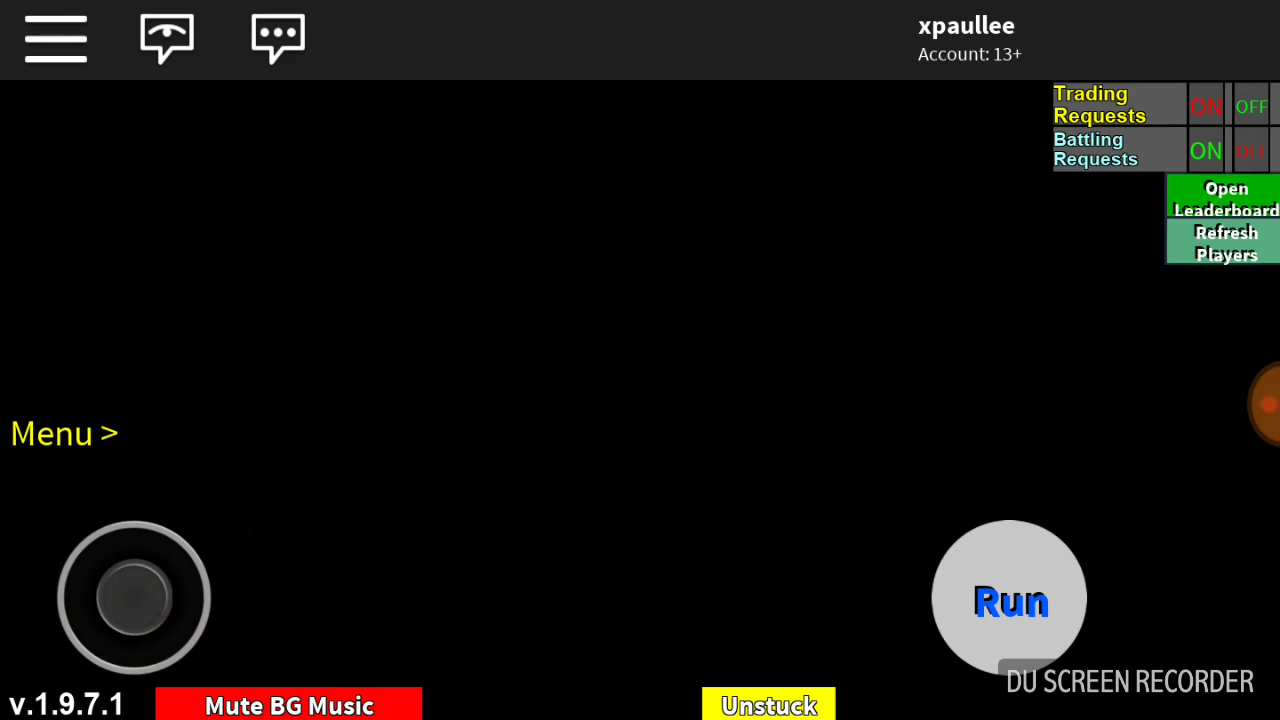 xpaullee
Account: 13+
Trading
Requests
ON
OFF
Battling
Requests
ON
OFF
Open
Leaderboard
Refresh
Players
Menu >
Run
DU SCREEN RECORDER
v.1.9.7.1
Mute BG Music
Unstuck